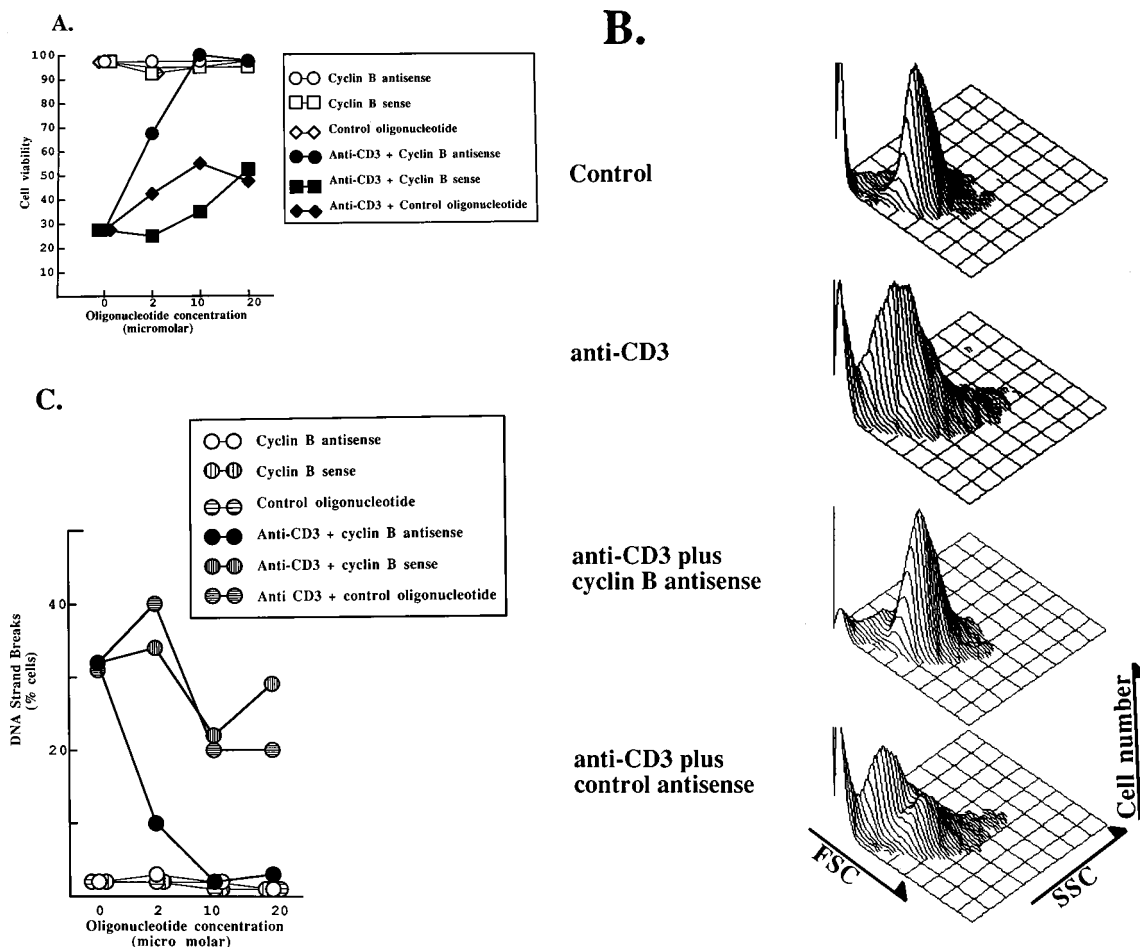 A.
100
90
80
70
60
50
40
30
20
10
Cell viability
0 2 10 20
Oligonucleotide concentration
(micromolar)
Cyclin B antisense
Cyclin B sense
Control oligonucleotide
Anti-CD3 + Cyclin B antisense
Anti-CD3 + Cyclin B sense
Anti-CD3 + Control oligonucleotide
B.
Control
anti-CD3
anti-CD3 plus
cyclin B antisense
anti-CD3 plus
control antisense
FSC
SSC
Cell number
C.
Cyclin B antisense
Cyclin B sense
Control oligonucleotide
Anti-CD3 + cyclin B antisense
Anti-CD3 + cyclin B sense
Anti CD3 + control oligonucleotide
40
20
DNA Strand Breaks
(% cells)
0 2 10 20
Oligonucleotide concentration
(micro molar)